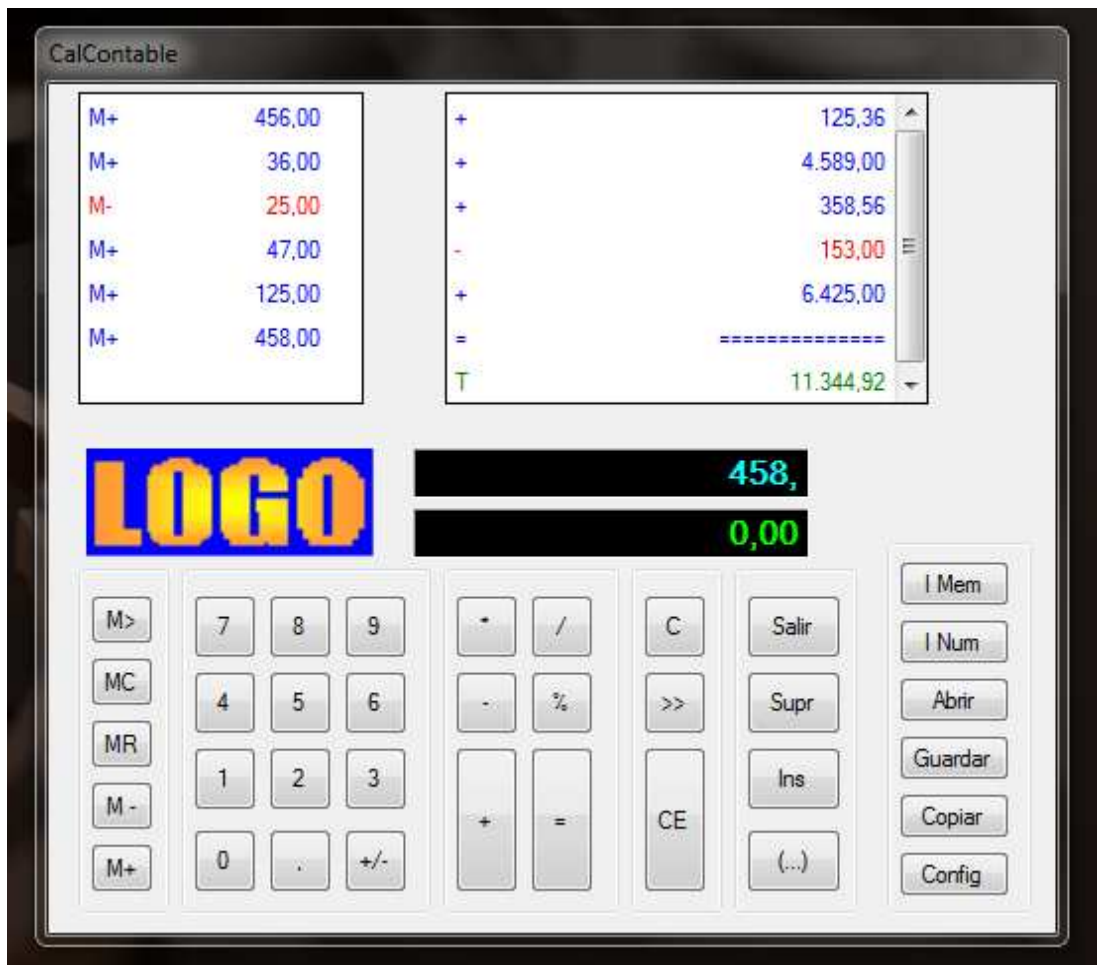 CalContable
M+ 456,00
M+ 36,00
M- 25,00
M+ 47,00
M+ 125,00
M+ 458,00
+ 125,36
+ 4.589,00
+ 358,56
- 153,00
+ 6.425,00
= ==============
T 11.344,92
LOGO
458,
0,00
M>
MC
MR
M -
M+
7 8 9
4 5 6
1 2 3
0 . +/-
* /
- %
+ =
C
>>
CE
Salir
Supr
Ins
(...)
I Mem
I Num
Abrir
Guardar
Copiar
Config